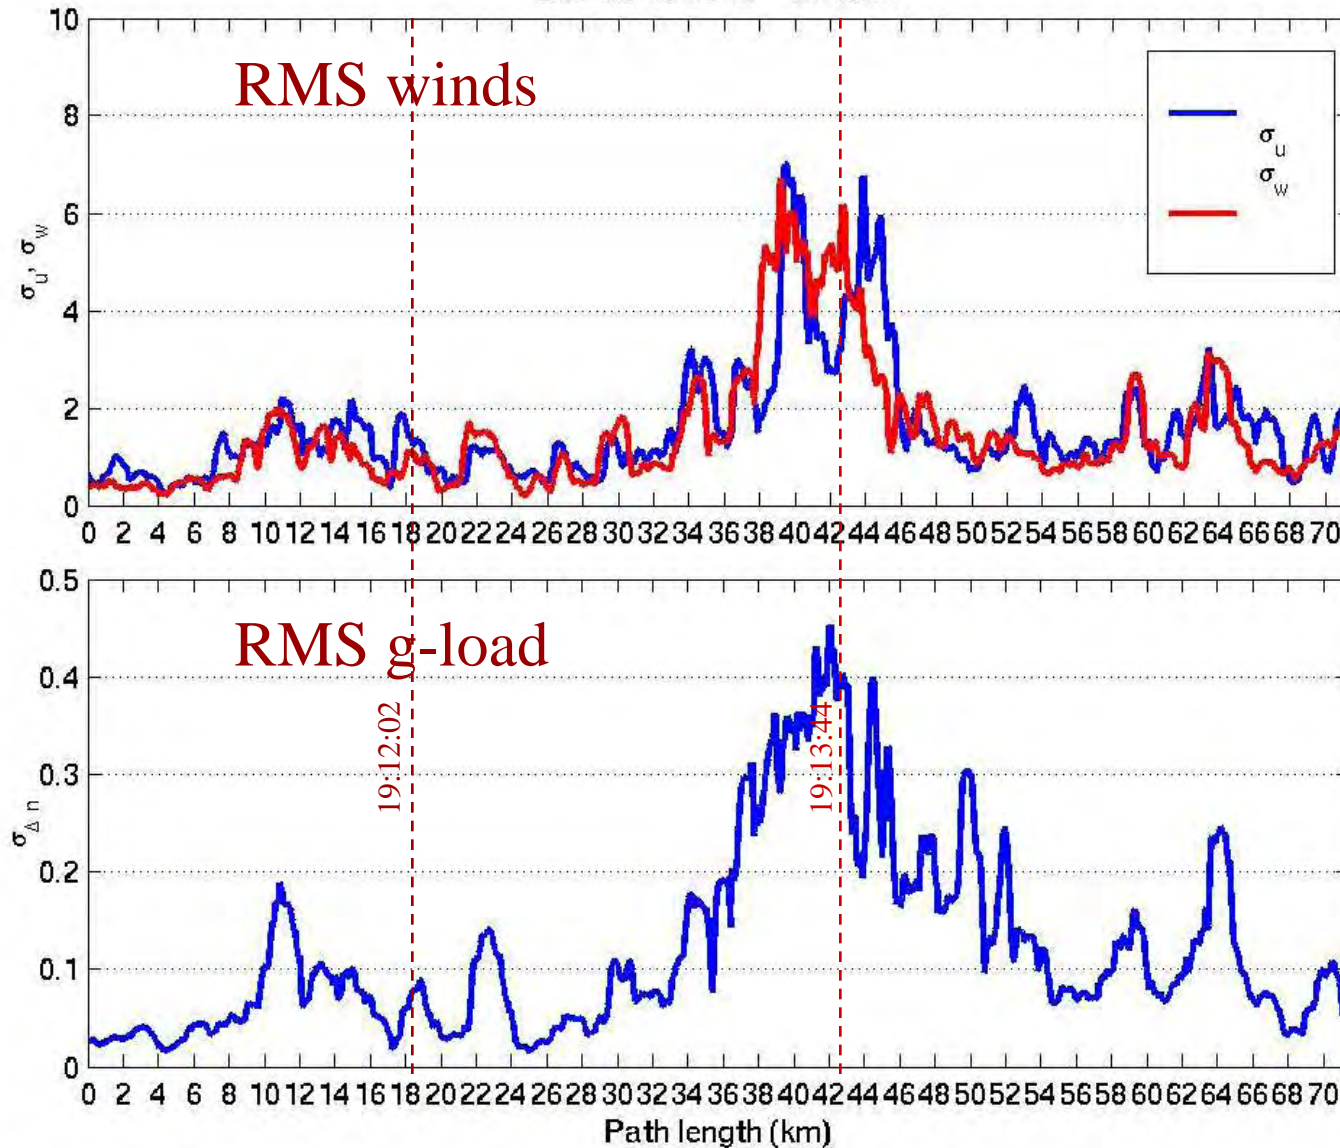 RMS winds
10
8
6
4
2
0
σu, σw
σu
σw
0 2 4 6 8 10 12 14 16 18 20 22 24 26 28 30 32 34 36 38 40 42 44 46 48 50 52 54 56 58 60 62 64 66 68 70
RMS g-load
0.5
0.4
0.3
0.2
0.1
0
σΔ n
19:12:02
19:13:44
0 2 4 6 8 10 12 14 16 18 20 22 24 26 28 30 32 34 36 38 40 42 44 46 48 50 52 54 56 58 60 62 64 66 68 70
Path length (km)